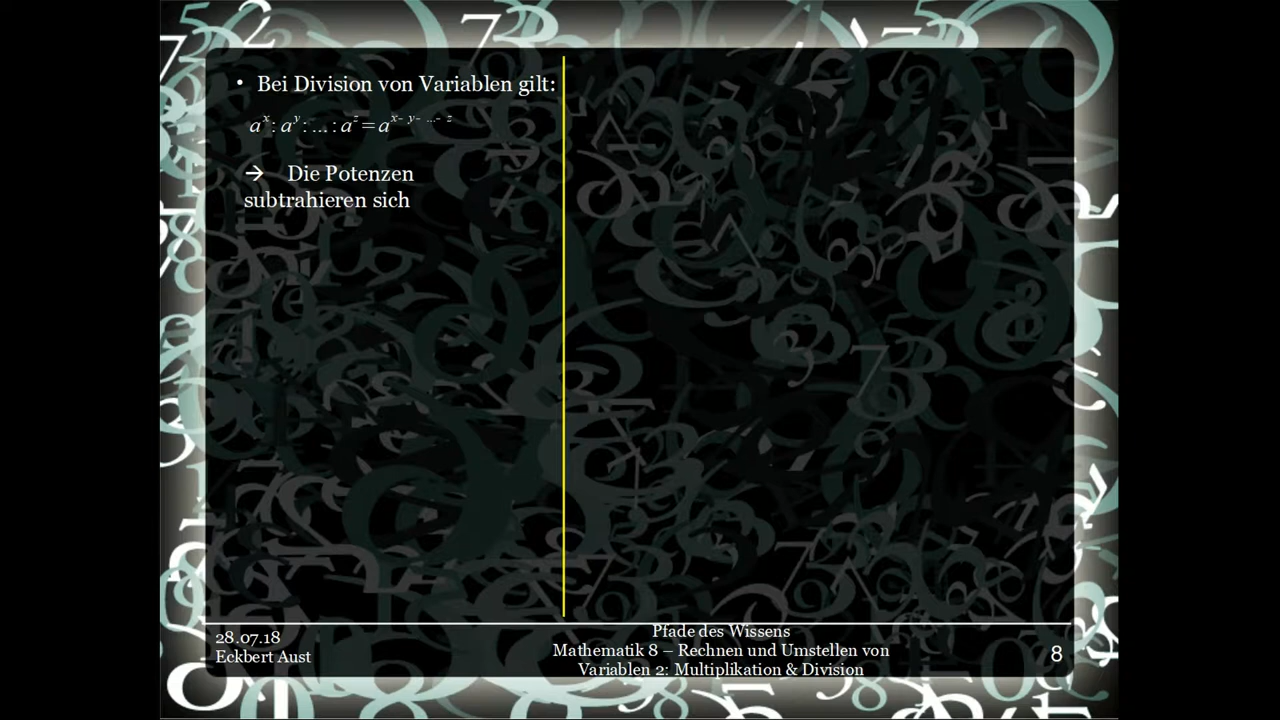 • Bei Division von Variablen gilt:
a^x : a^y : ... : a^z = a^(x- y- ...- z)
→ Die Potenzen
subtrahieren sich
28.07.18
Eckbert Aust
Pfade des Wissens
Mathematik 8 – Rechnen und Umstellen von
Variablen 2: Multiplikation & Division
8